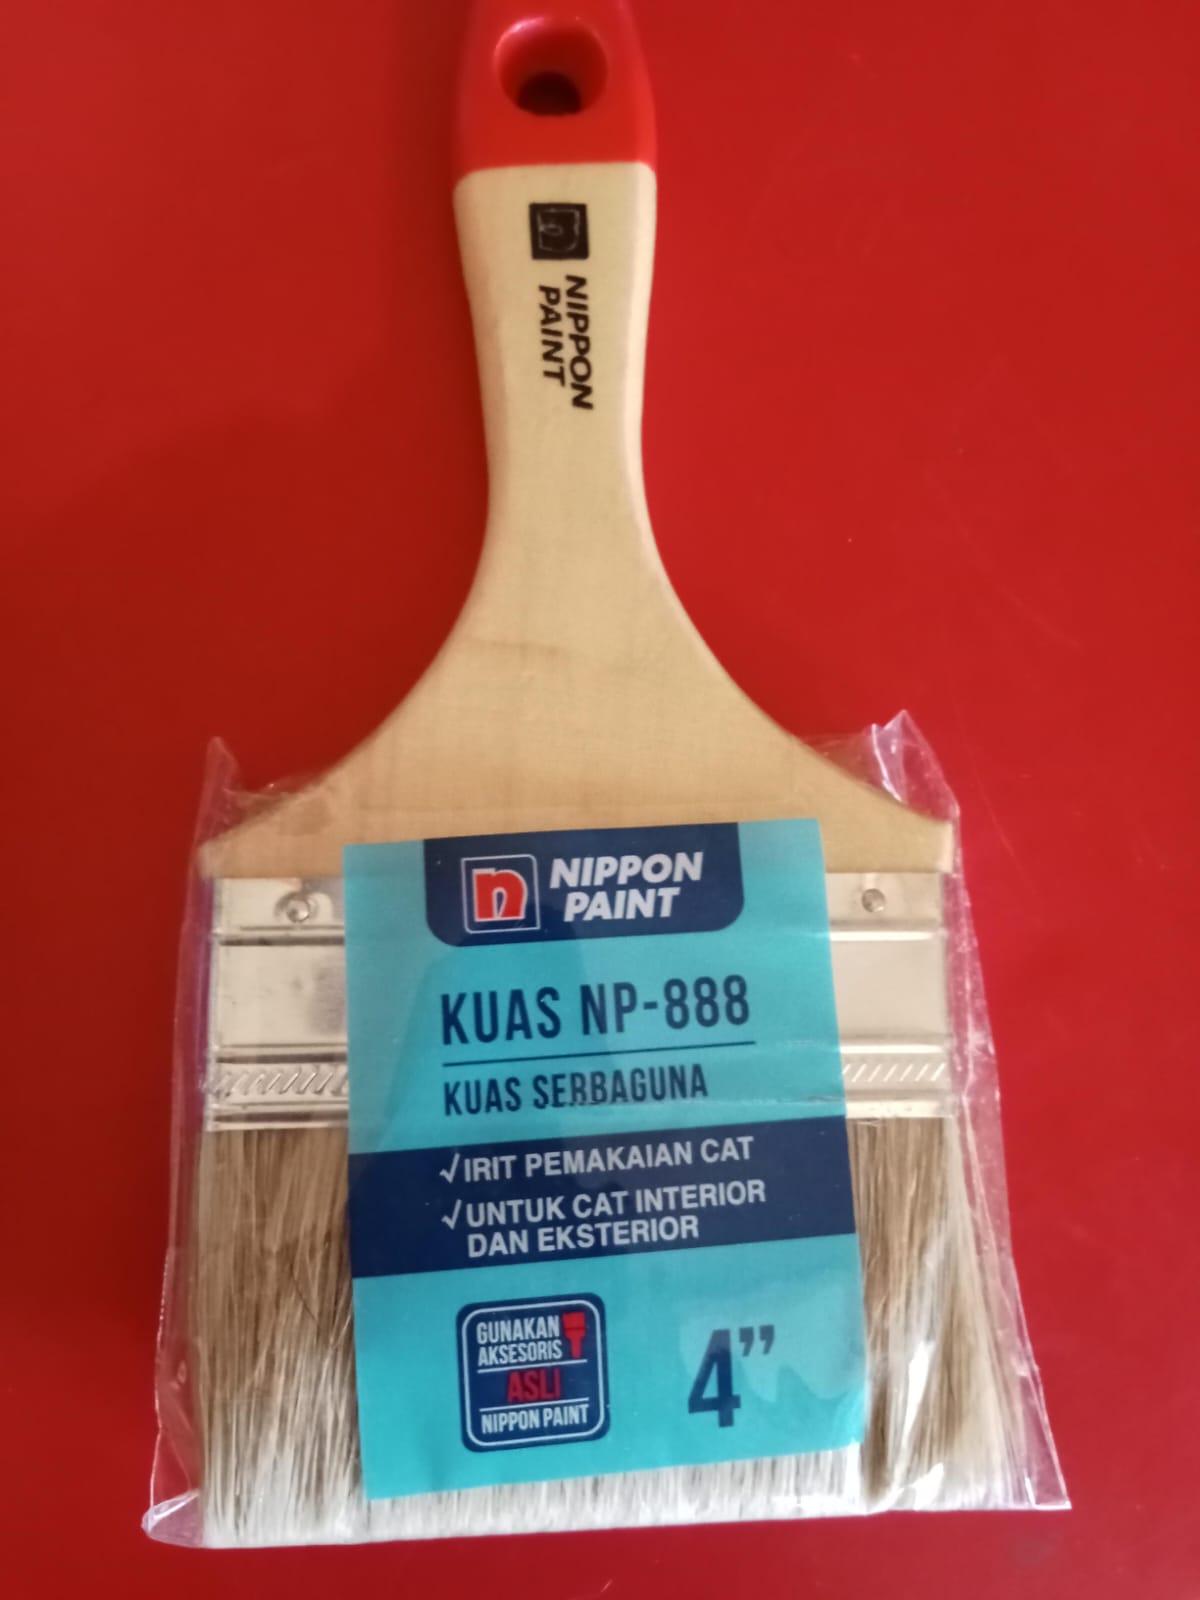 NIPPON
PAINT
NIPPON
PAINT
KUAS NP-888
KUAS SERBAGUNA
√IRIT PEMAKAIAN CAT
√UNTUK CAT INTERIOR
DAN EKSTERIOR
GUNAKAN
AKSESORIS
ASLI
NIPPON PAINT
4”